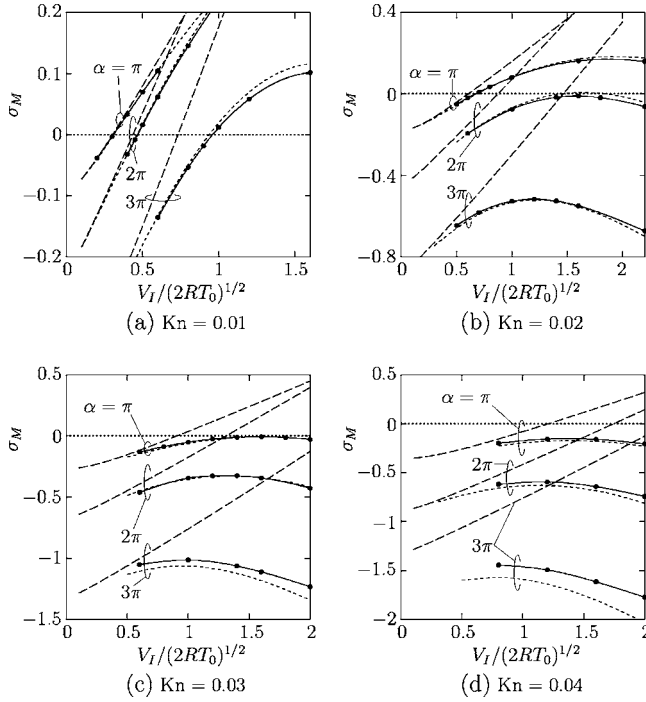 0.2
0.1
0
−0.1
−0.2
σ_M
α = π
2π
3π
0 0.5 1 1.5
V_I/(2RT_0)^{1/2}
(a) Kn = 0.01
0.4
0
−0.4
−0.8
σ_M
α = π
2π
3π
0 0.5 1 1.5 2
V_I/(2RT_0)^{1/2}
(b) Kn = 0.02
0.5
0
−0.5
−1
−1.5
σ_M
α = π
2π
3π
0 0.5 1 1.5 2
V_I/(2RT_0)^{1/2}
(c) Kn = 0.03
0.5
0
−0.5
−1
−1.5
−2
σ_M
α = π
2π
3π
0 0.5 1 1.5 2
V_I/(2RT_0)^{1/2}
(d) Kn = 0.04